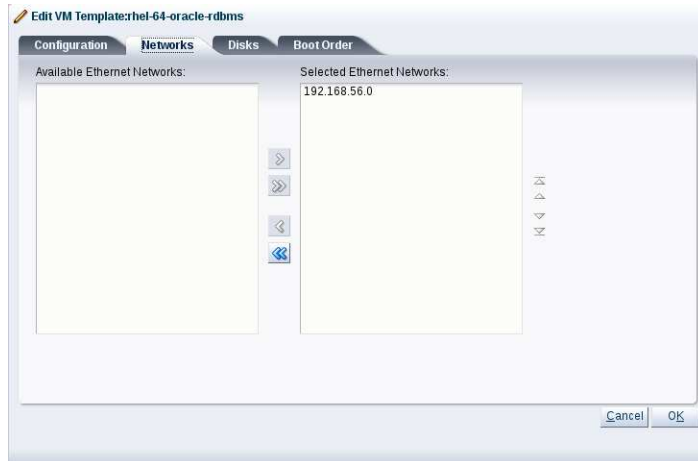 Edit VM Template:rhel-64-oracle-rdbms
Configuration Networks Disks Boot Order
Available Ethernet Networks: Selected Ethernet Networks:
192.168.56.0
Cancel OK